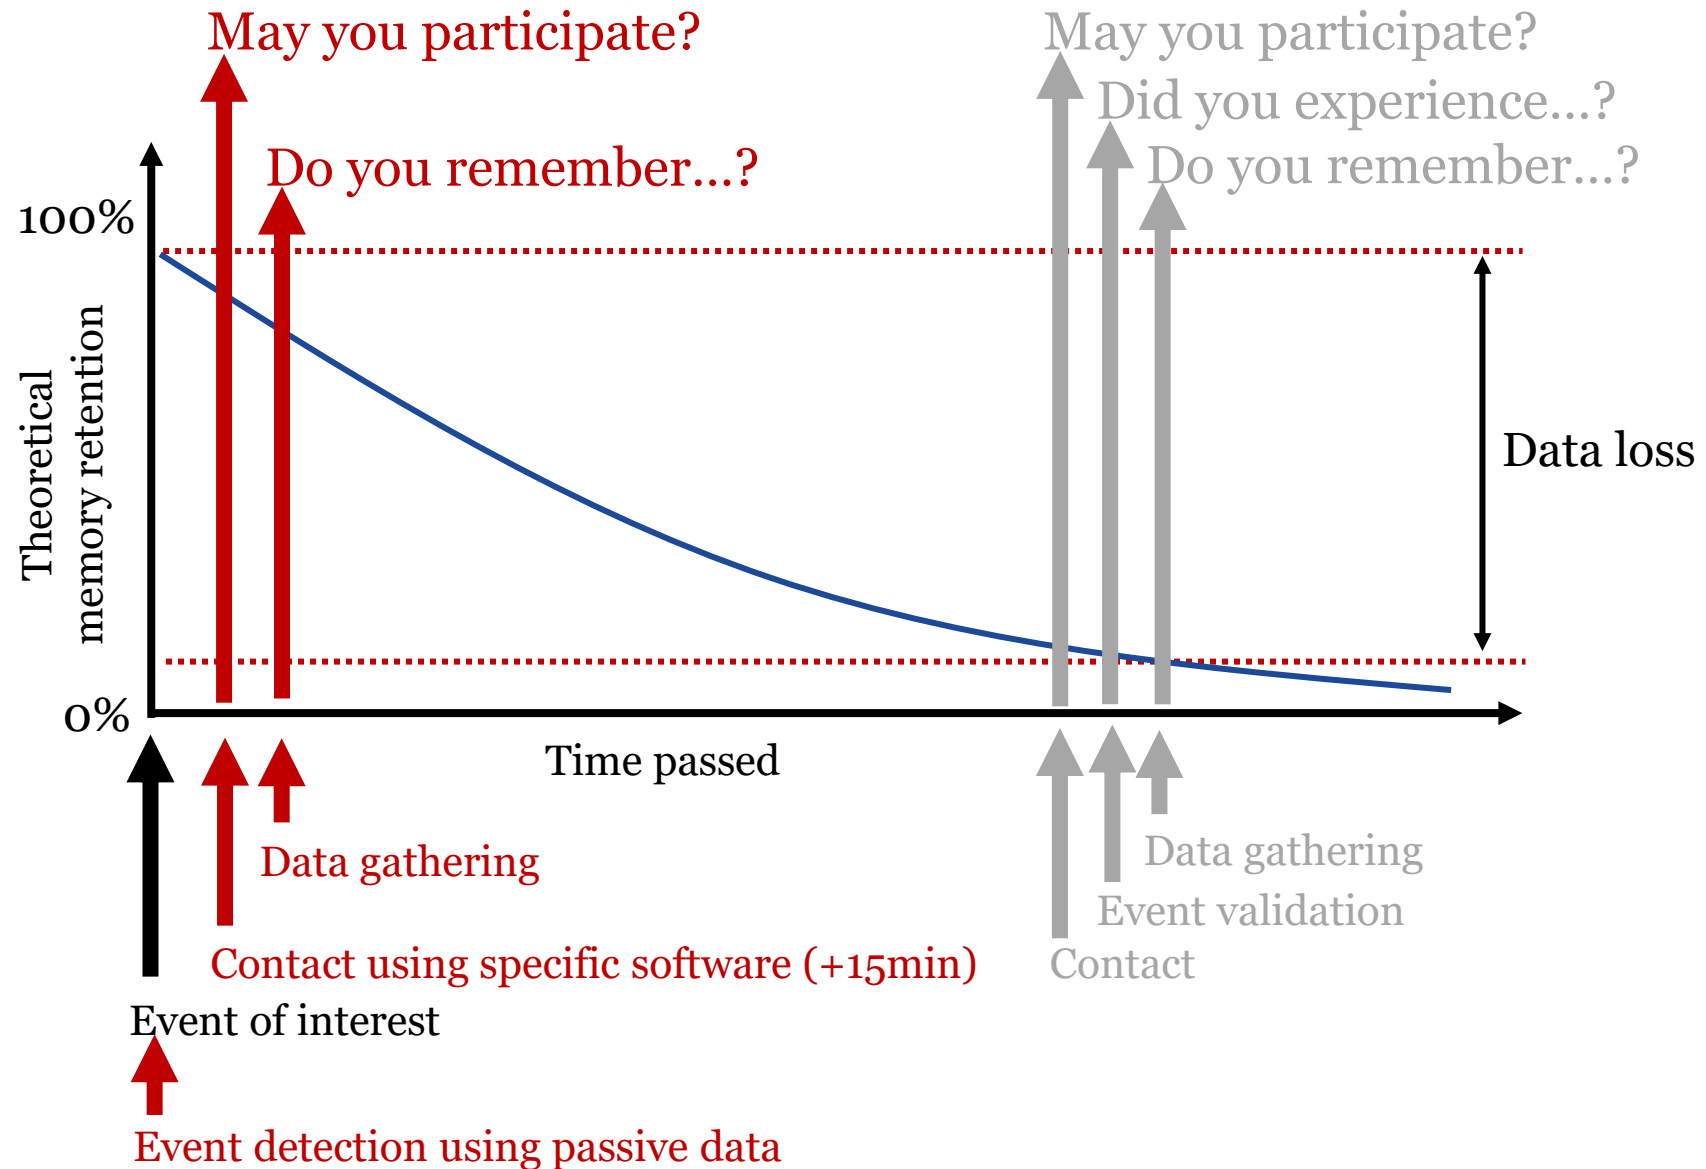 May you participate?
May you participate?
Did you experience...?
Do you remember...?
Do you remember...?
100%
Theoretical
memory retention
Data loss
0%
Time passed
Data gathering
Data gathering
Event validation
Contact using specific software (+15min)
Contact
Event of interest
Event detection using passive data